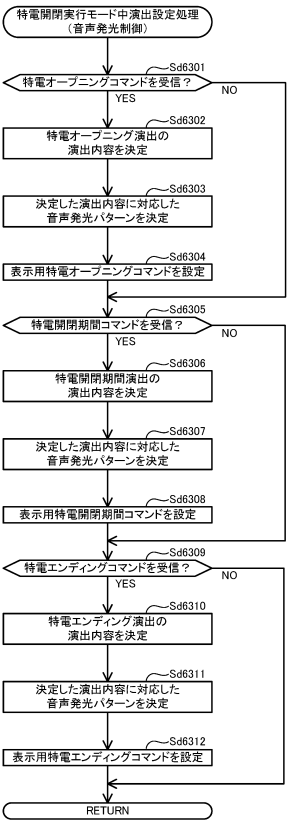 特電開閉実行モード中演出設定処理
（音声発光制御）
Sd6301
特電オープニングコマンドを受信？
NO
YES
Sd6302
特電オープニング演出の
演出内容を決定
Sd6303
決定した演出内容に対応した
音声発光パターンを決定
Sd6304
表示用特電オープニングコマンドを設定
Sd6305
特電開閉期間コマンドを受信？
NO
YES
Sd6306
特電開閉期間演出の
演出内容を決定
Sd6307
決定した演出内容に対応した
音声発光パターンを決定
Sd6308
表示用特電開閉期間コマンドを設定
Sd6309
特電エンディングコマンドを受信？
NO
YES
Sd6310
特電エンディング演出の
演出内容を決定
Sd6311
決定した演出内容に対応した
音声発光パターンを決定
Sd6312
表示用特電エンディングコマンドを設定
RETURN